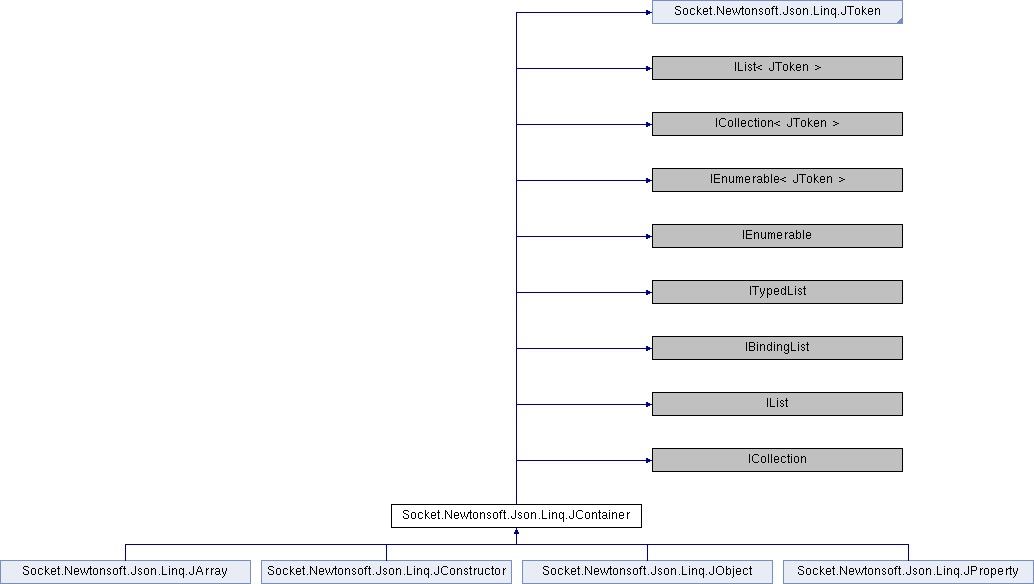 Socket.Newtonsoft.Json.Linq.JToken
IList< JToken >
ICollection< JToken >
IEnumerable< JToken >
IEnumerable
ITypedList
IBindingList
IList
ICollection
Socket.Newtonsoft.Json.Linq.JContainer
Socket.Newtonsoft.Json.Linq.JArray
Socket.Newtonsoft.Json.Linq.JConstructor
Socket.Newtonsoft.Json.Linq.JObject
Socket.Newtonsoft.Json.Linq.JProperty